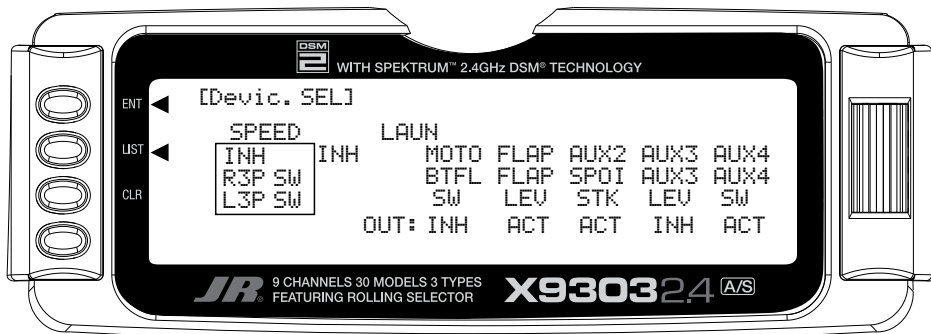 DSM
2
WITH SPEKTRUM™ 2.4GHz DSM® TECHNOLOGY
ENT
LIST
CLR
[Devic. SEL]
SPEED LAUN
INH INH MOTO FLAP AUX2 AUX3 AUX4
R3P SW BTFL FLAP SPOI AUX3 AUX4
L3P SW SW LEV STK LEV SW
OUT: INH ACT ACT INH ACT
JR® 9 CHANNELS 30 MODELS 3 TYPES
FEATURING ROLLING SELECTOR
X9303 2.4 A/S